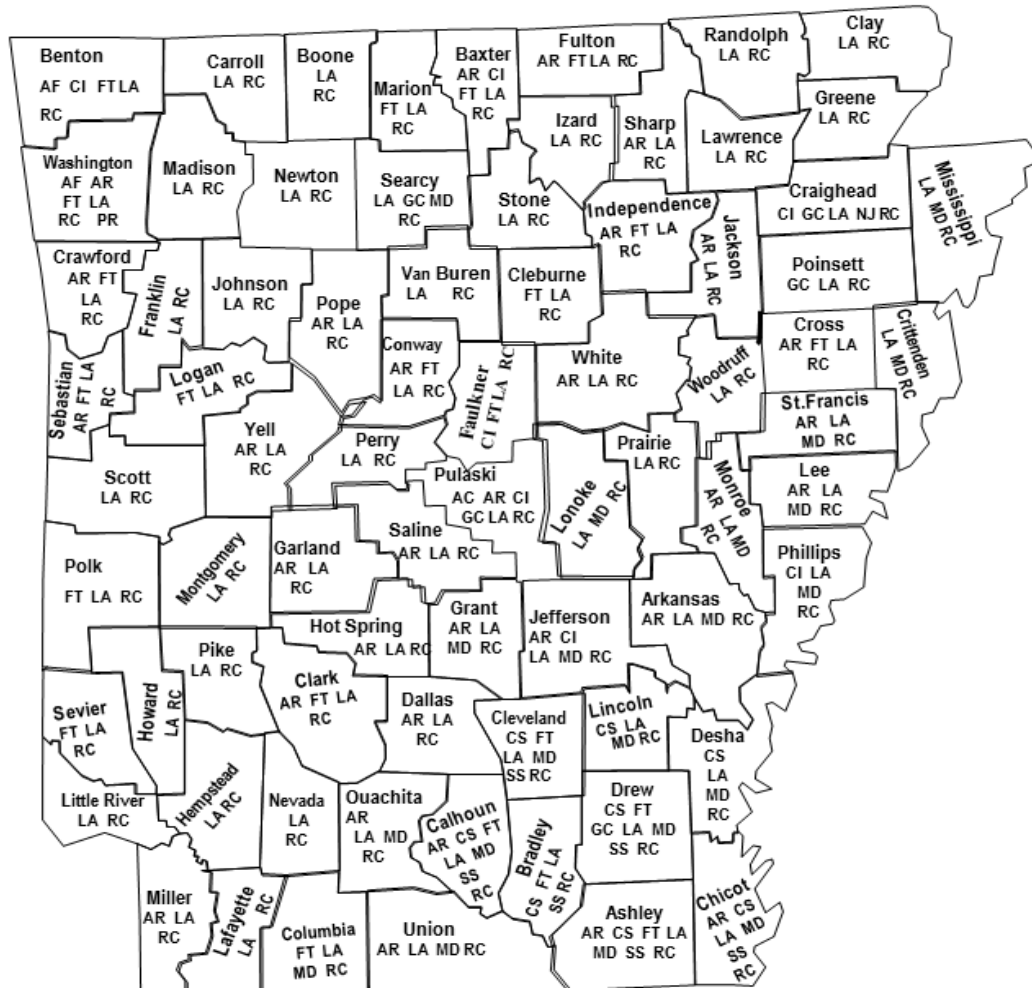 Benton
AF CI FT LA
RC
Carroll
LA RC
Boone
LA
RC
Marion
FT LA
RC
Baxter
AR CI
FT LA
RC
Fulton
AR FT LA RC
Randolph
LA RC
Clay
LA RC
Washington
AF AR
FT LA
RC PR
Madison
LA RC
Newton
LA RC
Searcy
LA GC MD
RC
Stone
LA RC
Izard
LA RC
Sharp
AR LA
RC
Lawrence
LA RC
Greene
LA RC
Independence
AR FT LA
RC
Jackson
AR LA RC
Craighead
CI GC LA NJ RC
Mississippi
LA MD RC
Crawford
AR FT
LA
RC
Franklin
LA RC
Johnson
LA RC
Pope
AR LA
RC
Van Buren
LA RC
Cleburne
FT LA
RC
Poinsett
GC LA RC
Sebastian
AR FT LA
RC
Logan
FT LA RC
Conway
AR FT
LA RC
Faulkner
CI FT LA RC
White
AR LA RC
Woodruff
LA RC
Cross
AR FT LA
RC
Crittenden
LA MD RC
Scott
LA RC
Yell
AR LA
RC
Perry
LA RC
Pulaski
AC AR CI
GC LA RC
Lonoke
LA MD RC
Prairie
LA RC
Monroe
AR LA MD
RC
St.Francis
AR LA
MD RC
Lee
AR LA
MD RC
Polk
FT LA RC
Montgomery
LA RC
Garland
AR LA
RC
Saline
AR LA RC
Phillips
CI LA
MD
RC
Hot Spring
AR LA RC
Grant
AR LA
MD RC
Jefferson
AR CI
LA MD RC
Arkansas
AR LA MD RC
Sevier
FT LA
RC
Howard
LA RC
Pike
LA RC
Clark
AR FT LA
RC
Dallas
AR LA
RC
Cleveland
CS FT
LA MD
SS RC
Lincoln
CS LA
MD RC
Desha
CS
LA
MD
RC
Little River
LA RC
Hempstead
LA RC
Nevada
LA
RC
Ouachita
AR
LA MD
RC
Calhoun
AR CS FT
LA MD
SS
RC
Bradley
CS FT LA
SS RC
Drew
CS FT
GC LA MD
SS RC
Miller
AR LA
RC
Lafayette
LA RC
Columbia
FT LA
MD RC
Union
AR LA MD RC
Ashley
AR CS FT LA
MD SS RC
Chicot
AR CS
LA MD
SS
RC